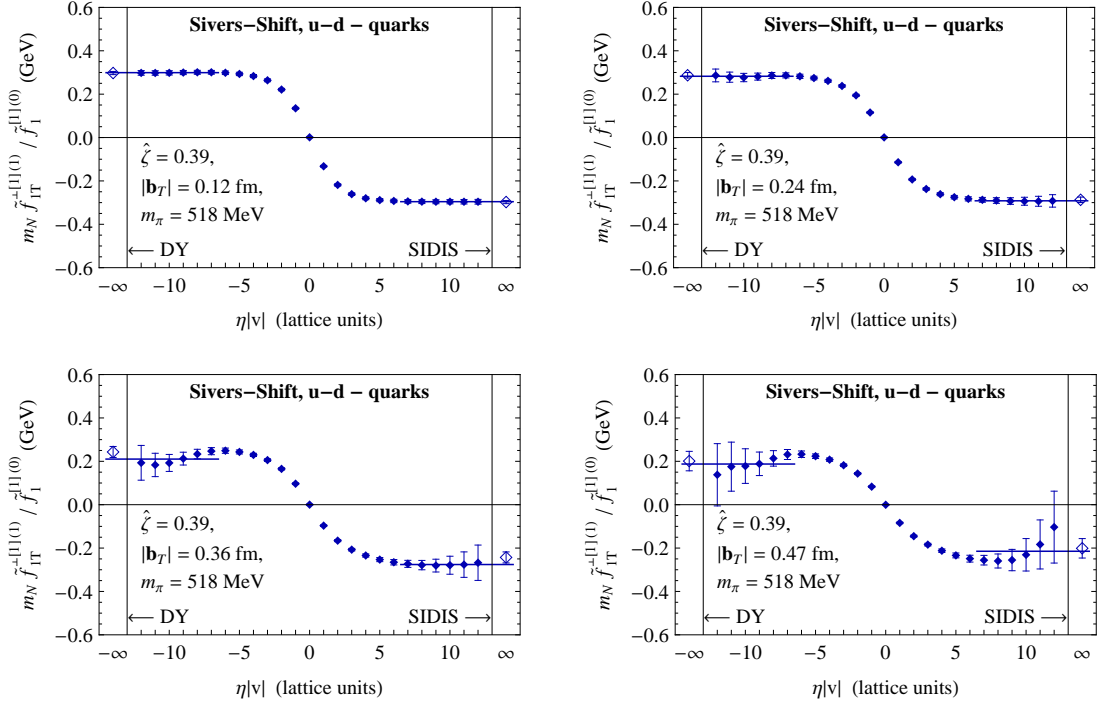 Sivers−Shift, u−d − quarks
m_N f̃_{1T}^{⊥[1](1)} / f̃_1^{[1](0)} (GeV)
0.6
0.4
0.2
0.0
−0.2
−0.4
−0.6
ζ̂ = 0.39,
|b_T| = 0.12 fm,
m_π = 518 MeV
← DY
SIDIS →
−∞ −10 −5 0 5 10 ∞
η|v| (lattice units)
Sivers−Shift, u−d − quarks
m_N f̃_{1T}^{⊥[1](1)} / f̃_1^{[1](0)} (GeV)
0.6
0.4
0.2
0.0
−0.2
−0.4
−0.6
ζ̂ = 0.39,
|b_T| = 0.24 fm,
m_π = 518 MeV
← DY
SIDIS →
−∞ −10 −5 0 5 10 ∞
η|v| (lattice units)
Sivers−Shift, u−d − quarks
m_N f̃_{1T}^{⊥[1](1)} / f̃_1^{[1](0)} (GeV)
0.6
0.4
0.2
0.0
−0.2
−0.4
−0.6
ζ̂ = 0.39,
|b_T| = 0.36 fm,
m_π = 518 MeV
← DY
SIDIS →
−∞ −10 −5 0 5 10 ∞
η|v| (lattice units)
Sivers−Shift, u−d − quarks
m_N f̃_{1T}^{⊥[1](1)} / f̃_1^{[1](0)} (GeV)
0.6
0.4
0.2
0.0
−0.2
−0.4
−0.6
ζ̂ = 0.39,
|b_T| = 0.47 fm,
m_π = 518 MeV
← DY
SIDIS →
−∞ −10 −5 0 5 10 ∞
η|v| (lattice units)